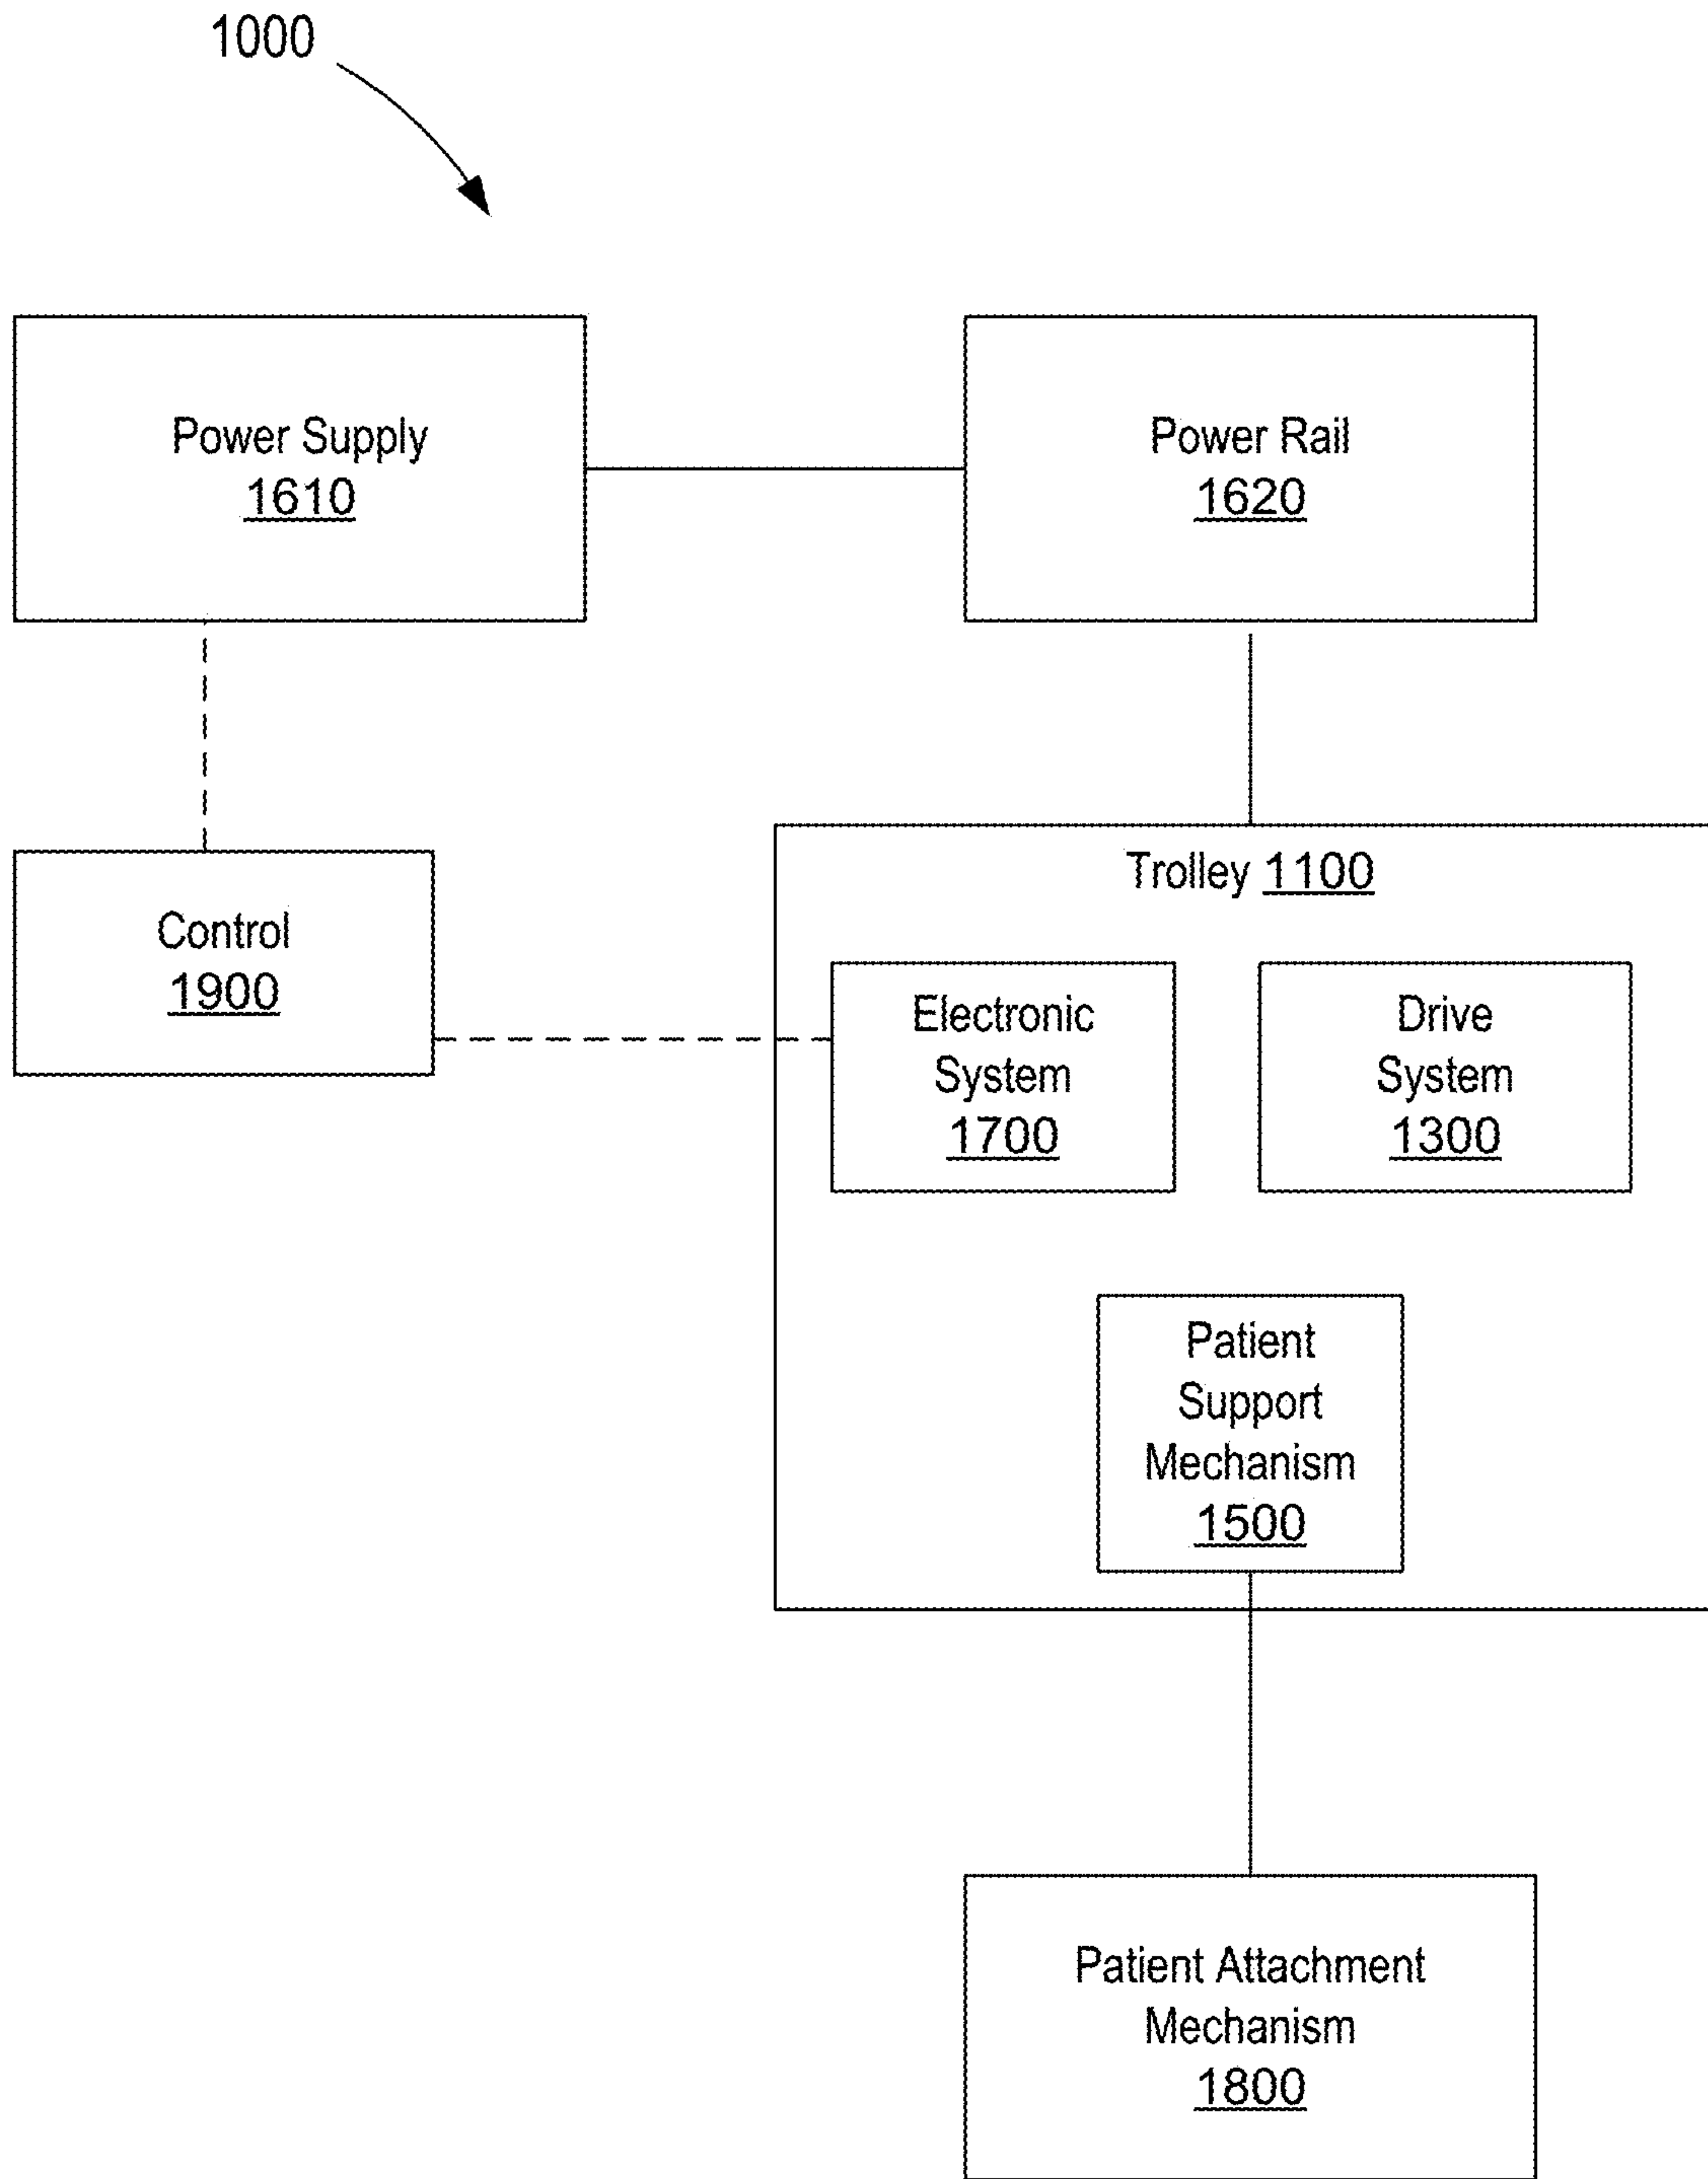 1000
Power Supply
1610
Power Rail
1620
Control
1900
Trolley 1100
Electronic
System
1700
Drive
System
1300
Patient
Support
Mechanism
1500
Patient Attachment
Mechanism
1800